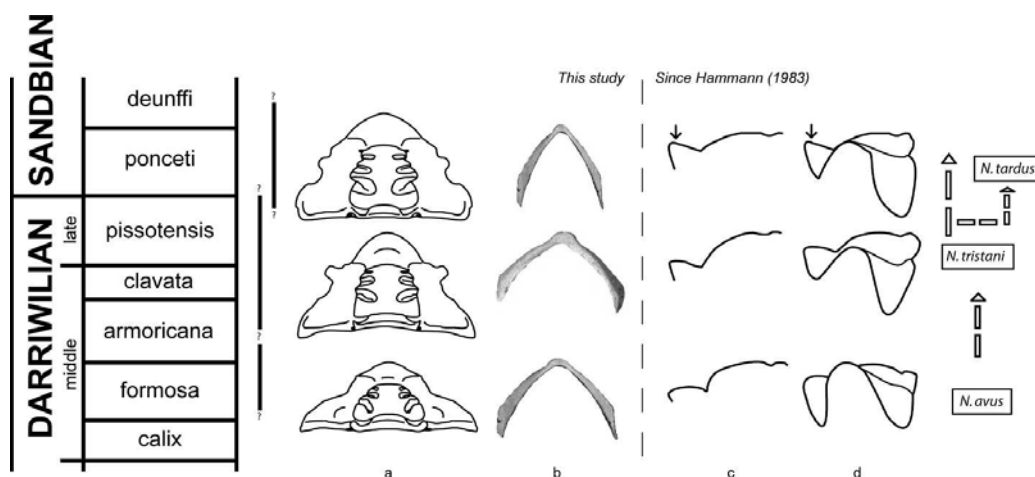 This study
Since Hammann (1983)
SANDBIAN
deunffi
ponceti
DARRIWILIAN
late
pissotensis
middle
clavata
armoricana
formosa
calix
?
?
?
?
?
?
N. tardus
N. tristani
N. avus
a
b
c
d